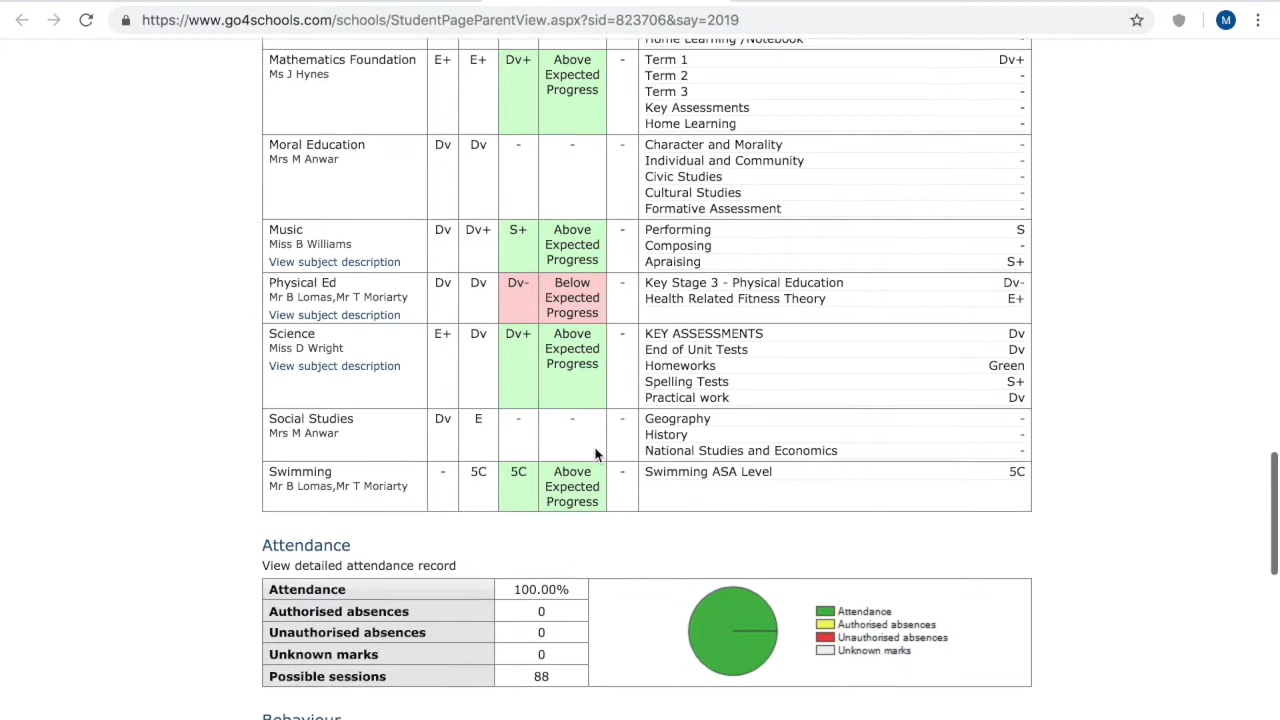 https://www.go4schools.com/schools/StudentPageParentView.aspx?sid=823706&say=2019
M
Home Learning /Notebook -
Mathematics Foundation E+ E+ Dv+ Above Expected Progress - Term 1 Dv+
Ms J Hynes
Term 2 -
Term 3 -
Key Assessments -
Home Learning -
Moral Education Dv Dv - - - Character and Morality -
Mrs M Anwar
Individual and Community -
Civic Studies -
Cultural Studies -
Formative Assessment -
Music Dv Dv+ S+ Above Expected Progress - Performing S
Miss B Williams
Composing -
View subject description
Apraising S+
Physical Ed Dv Dv Dv- Below Expected Progress - Key Stage 3 - Physical Education Dv-
Mr B Lomas,Mr T Moriarty
Health Related Fitness Theory E+
View subject description
Science E+ Dv Dv+ Above Expected Progress - KEY ASSESSMENTS Dv
Miss D Wright
End of Unit Tests Dv
View subject description
Homeworks Green
Spelling Tests S+
Practical work Dv
Social Studies Dv E - - - Geography -
Mrs M Anwar
History -
National Studies and Economics -
Swimming - 5C 5C Above Expected Progress - Swimming ASA Level 5C
Mr B Lomas,Mr T Moriarty
Attendance
View detailed attendance record
Attendance 100.00%
Authorised absences 0
Unauthorised absences 0
Unknown marks 0
Possible sessions 88
Attendance
Authorised absences
Unauthorised absences
Unknown marks
Behaviour